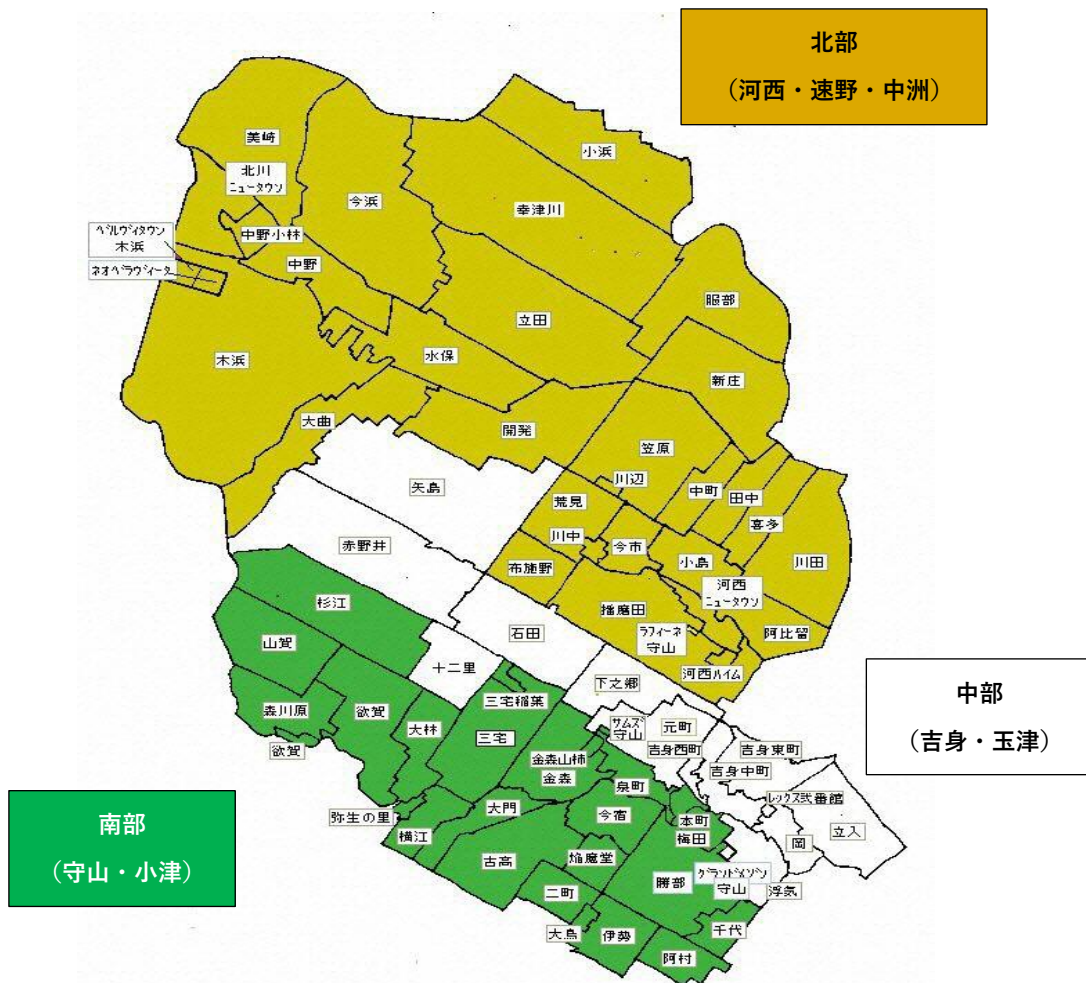 北部
（河西・速野・中洲）
小浜
美崎
北川
ニュータウン
今浜
幸津川
ベルヴィタウン
木浜
中野小林
中野
ネオベラヴィータ
服部
立田
水保
木浜
新庄
大曲
開発
笠原
川辺
矢島
中町
田中
荒見
喜多
川中
今市
赤野井
小島
川田
布施野
河西
ニュータウン
杉江
播磨田
ラフィーネ
守山
阿比留
石田
山賀
十二里
河西ハイム
下之郷
中部
（吉身・玉津）
三宅稲葉
森川原
欲賀
大林
サムズ
守山
元町
三宅
吉身西町
吉身東町
欲賀
金森山柿
金森
吉身中町
泉町
レックス弐番館
南部
（守山・小津）
弥生の里
大門
今宿
本町
立入
横江
梅田
岡
古高
焔魔堂
勝部
グランドメゾン
守山
浮気
二町
千代
大鳥
伊勢
阿村